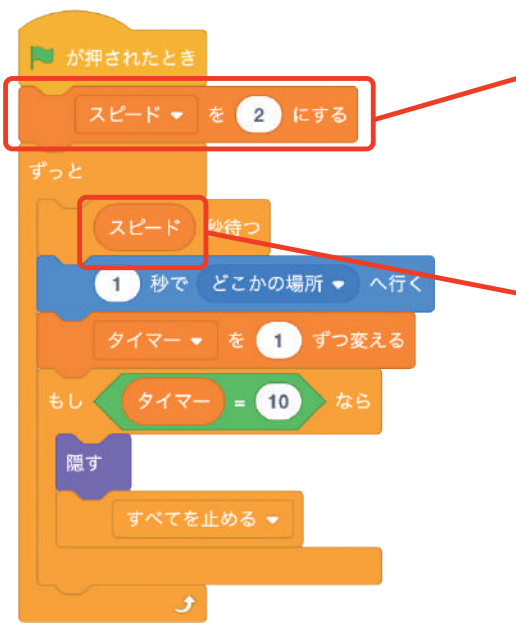 が押されたとき
スピード を 2 にする
ずっと
スピード 秒待つ
1 秒で どこかの場所 へ行く
タイマー を 1 ずつ変える
もし タイマー = 10 なら
隠す
すべてを止める